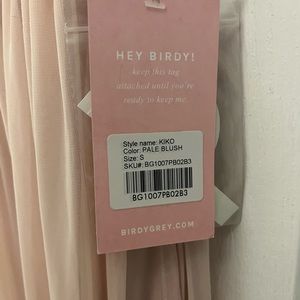 HEY BIRDY!
keep this tag
attached until you're
ready to keep me.
Style name: KIKO
Color: PALE BLUSH
Size: S
SKU#: BG1007PB02B3
BG1007PB02B3
BIRDYGREY.COM